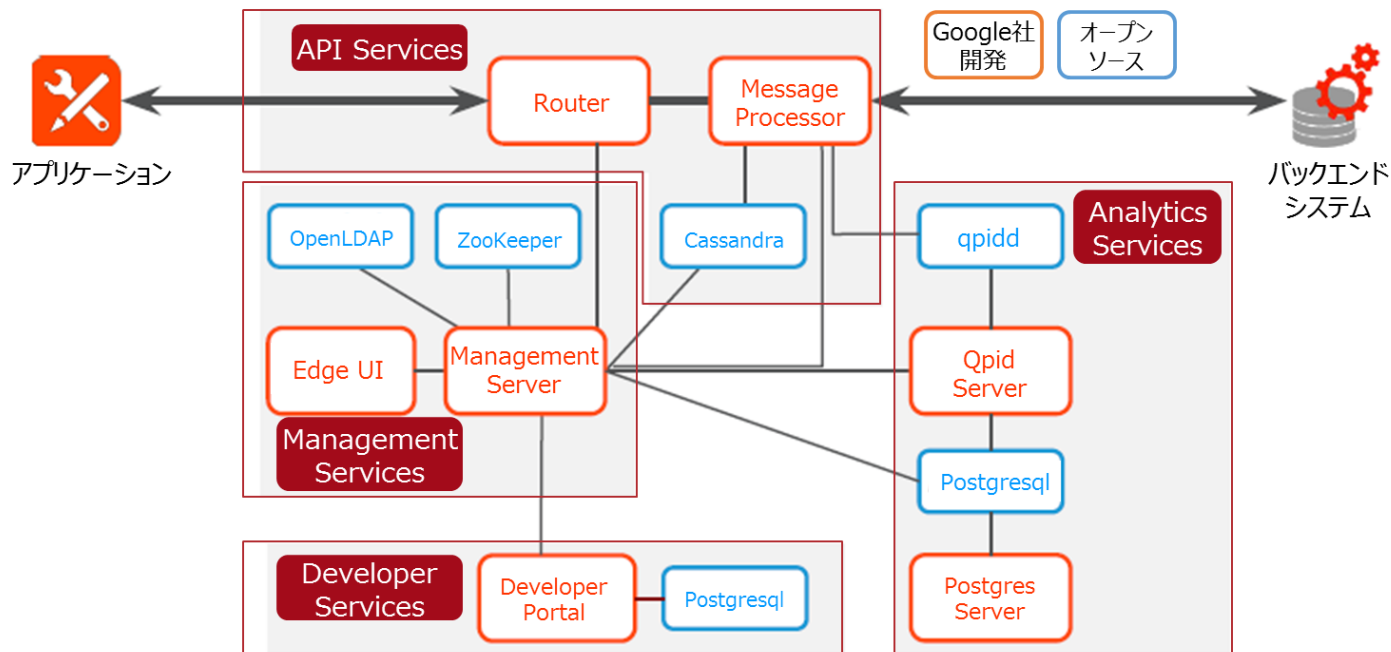 API Services
Google社
開発
オープン
ソース
Router
Message
Processor
アプリケーション
バックエンド
システム
OpenLDAP
ZooKeeper
Cassandra
qpidd
Analytics
Services
Edge UI
Management
Server
Qpid
Server
Management
Services
Postgresql
Developer
Services
Developer
Portal
Postgresql
Postgres
Server